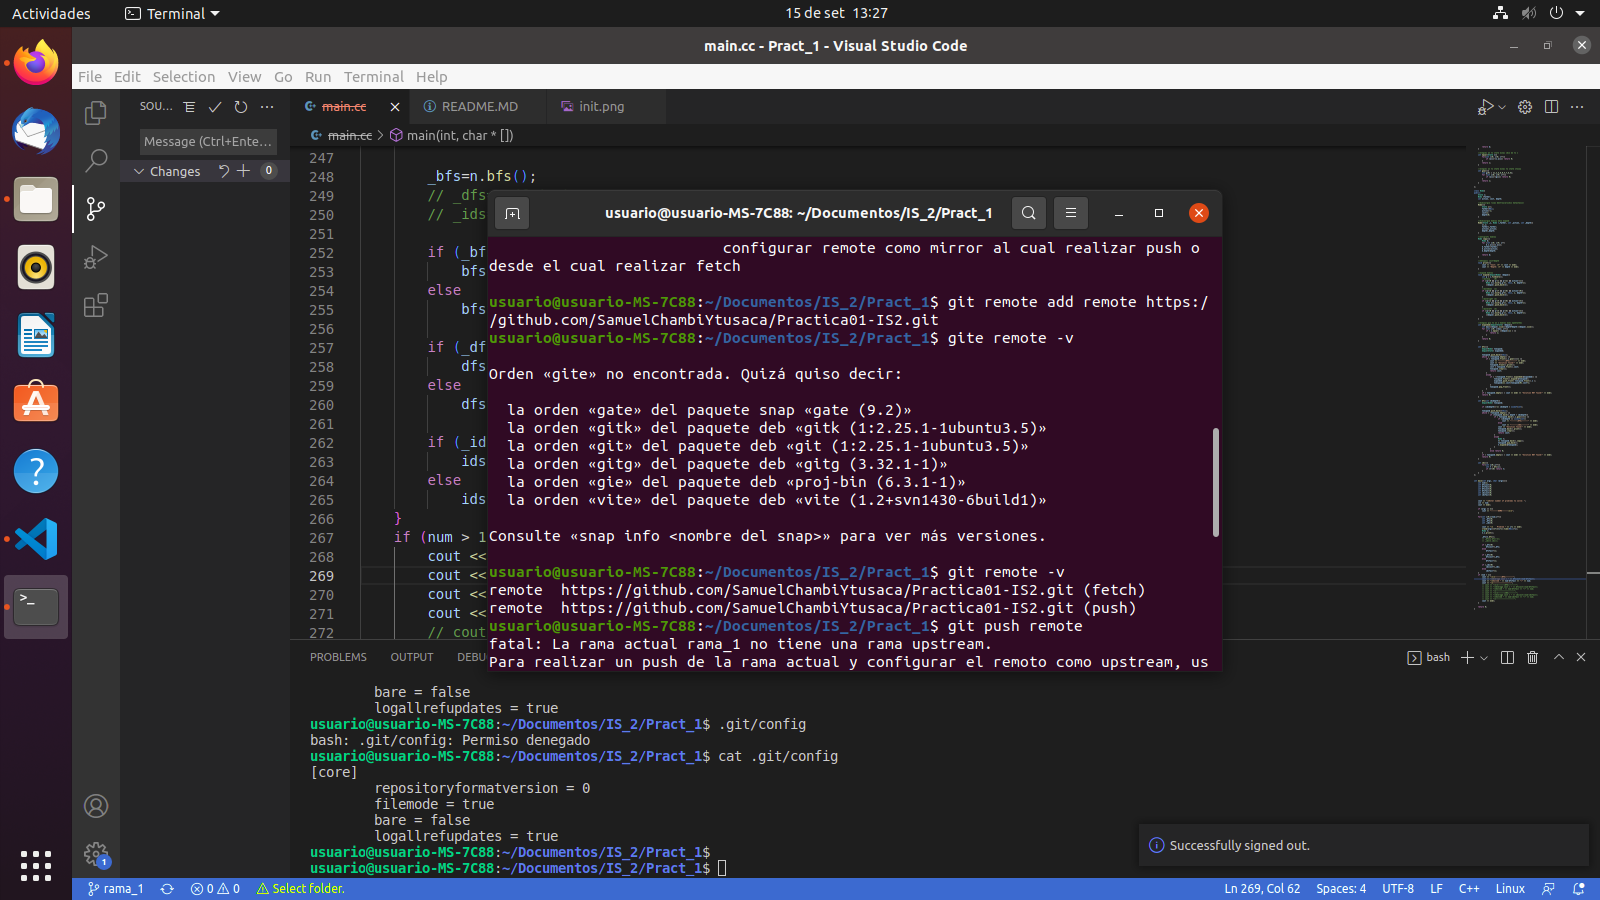 Actividades
Terminal
15 de set 13:27
main.cc - Pract_1 - Visual Studio Code
File Edit Selection View Go Run Terminal Help
SOU...
main.cc
README.MD
init.png
Message (Ctrl+Ente...
main.cc > main(int, char * [])
Changes
0
247
248 _bfs=n.bfs();
249 // _dfs
250 // _ids
251
252 if (_bf
253 bfs
254 else
255 bfs
256
257 if (_df
258 dfs
259 else
260 dfs
261
262 if (_id
263 ids
264 else
265 ids
266 }
267 if (num > 1
268 cout <<
269 cout <<
270 cout <<
271 cout <<
272 // cout
usuario@usuario-MS-7C88: ~/Documentos/IS_2/Pract_1
configurar remote como mirror al cual realizar push o
desde el cual realizar fetch
usuario@usuario-MS-7C88:~/Documentos/IS_2/Pract_1$ git remote add remote https:/
/github.com/SamuelChambiYtusaca/Practica01-IS2.git
usuario@usuario-MS-7C88:~/Documentos/IS_2/Pract_1$ gite remote -v
Orden «gite» no encontrada. Quizá quiso decir:
la orden «gate» del paquete snap «gate (9.2)»
la orden «gitk» del paquete deb «gitk (1:2.25.1-1ubuntu3.5)»
la orden «git» del paquete deb «git (1:2.25.1-1ubuntu3.5)»
la orden «gitg» del paquete deb «gitg (3.32.1-1)»
la orden «gie» del paquete deb «proj-bin (6.3.1-1)»
la orden «vite» del paquete deb «vite (1.2+svn1430-6build1)»
Consulte «snap info <nombre del snap>» para ver más versiones.
usuario@usuario-MS-7C88:~/Documentos/IS_2/Pract_1$ git remote -v
remote https://github.com/SamuelChambiYtusaca/Practica01-IS2.git (fetch)
remote https://github.com/SamuelChambiYtusaca/Practica01-IS2.git (push)
usuario@usuario-MS-7C88:~/Documentos/IS_2/Pract_1$ git push remote
fatal: La rama actual rama_1 no tiene una rama upstream.
Para realizar un push de la rama actual y configurar el remoto como upstream, us
PROBLEMS OUTPUT DEBU
bash
bare = false
logallrefupdates = true
usuario@usuario-MS-7C88:~/Documentos/IS_2/Pract_1$ .git/config
bash: .git/config: Permiso denegado
usuario@usuario-MS-7C88:~/Documentos/IS_2/Pract_1$ cat .git/config
[core]
repositoryformatversion = 0
filemode = true
bare = false
logallrefupdates = true
usuario@usuario-MS-7C88:~/Documentos/IS_2/Pract_1$
usuario@usuario-MS-7C88:~/Documentos/IS_2/Pract_1$
Successfully signed out.
1
rama_1
0 0
Select folder.
Ln 269, Col 62 Spaces: 4 UTF-8 LF C++ Linux